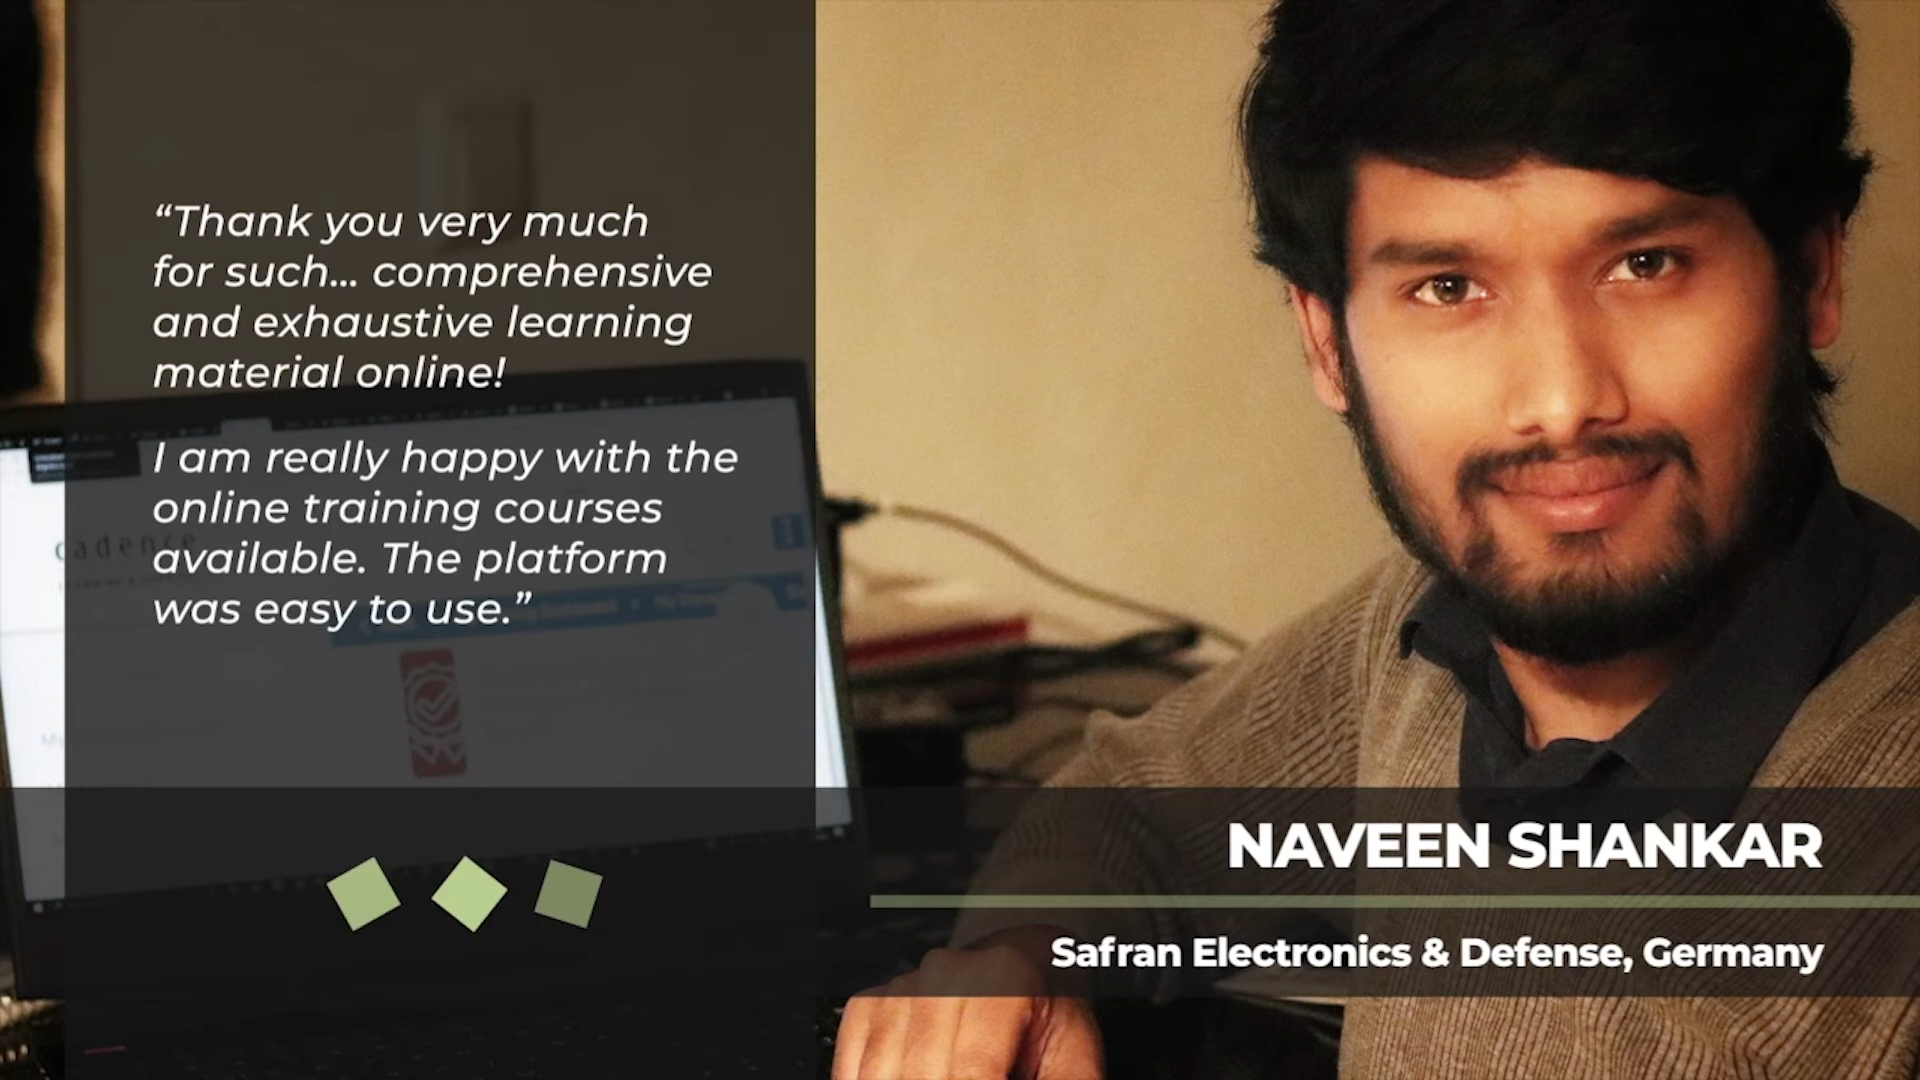 “Thank you very much
for such... comprehensive
and exhaustive learning
material online!
I am really happy with the
online training courses
available. The platform
was easy to use.”
cadence
NAVEEN SHANKAR
Safran Electronics & Defense, Germany